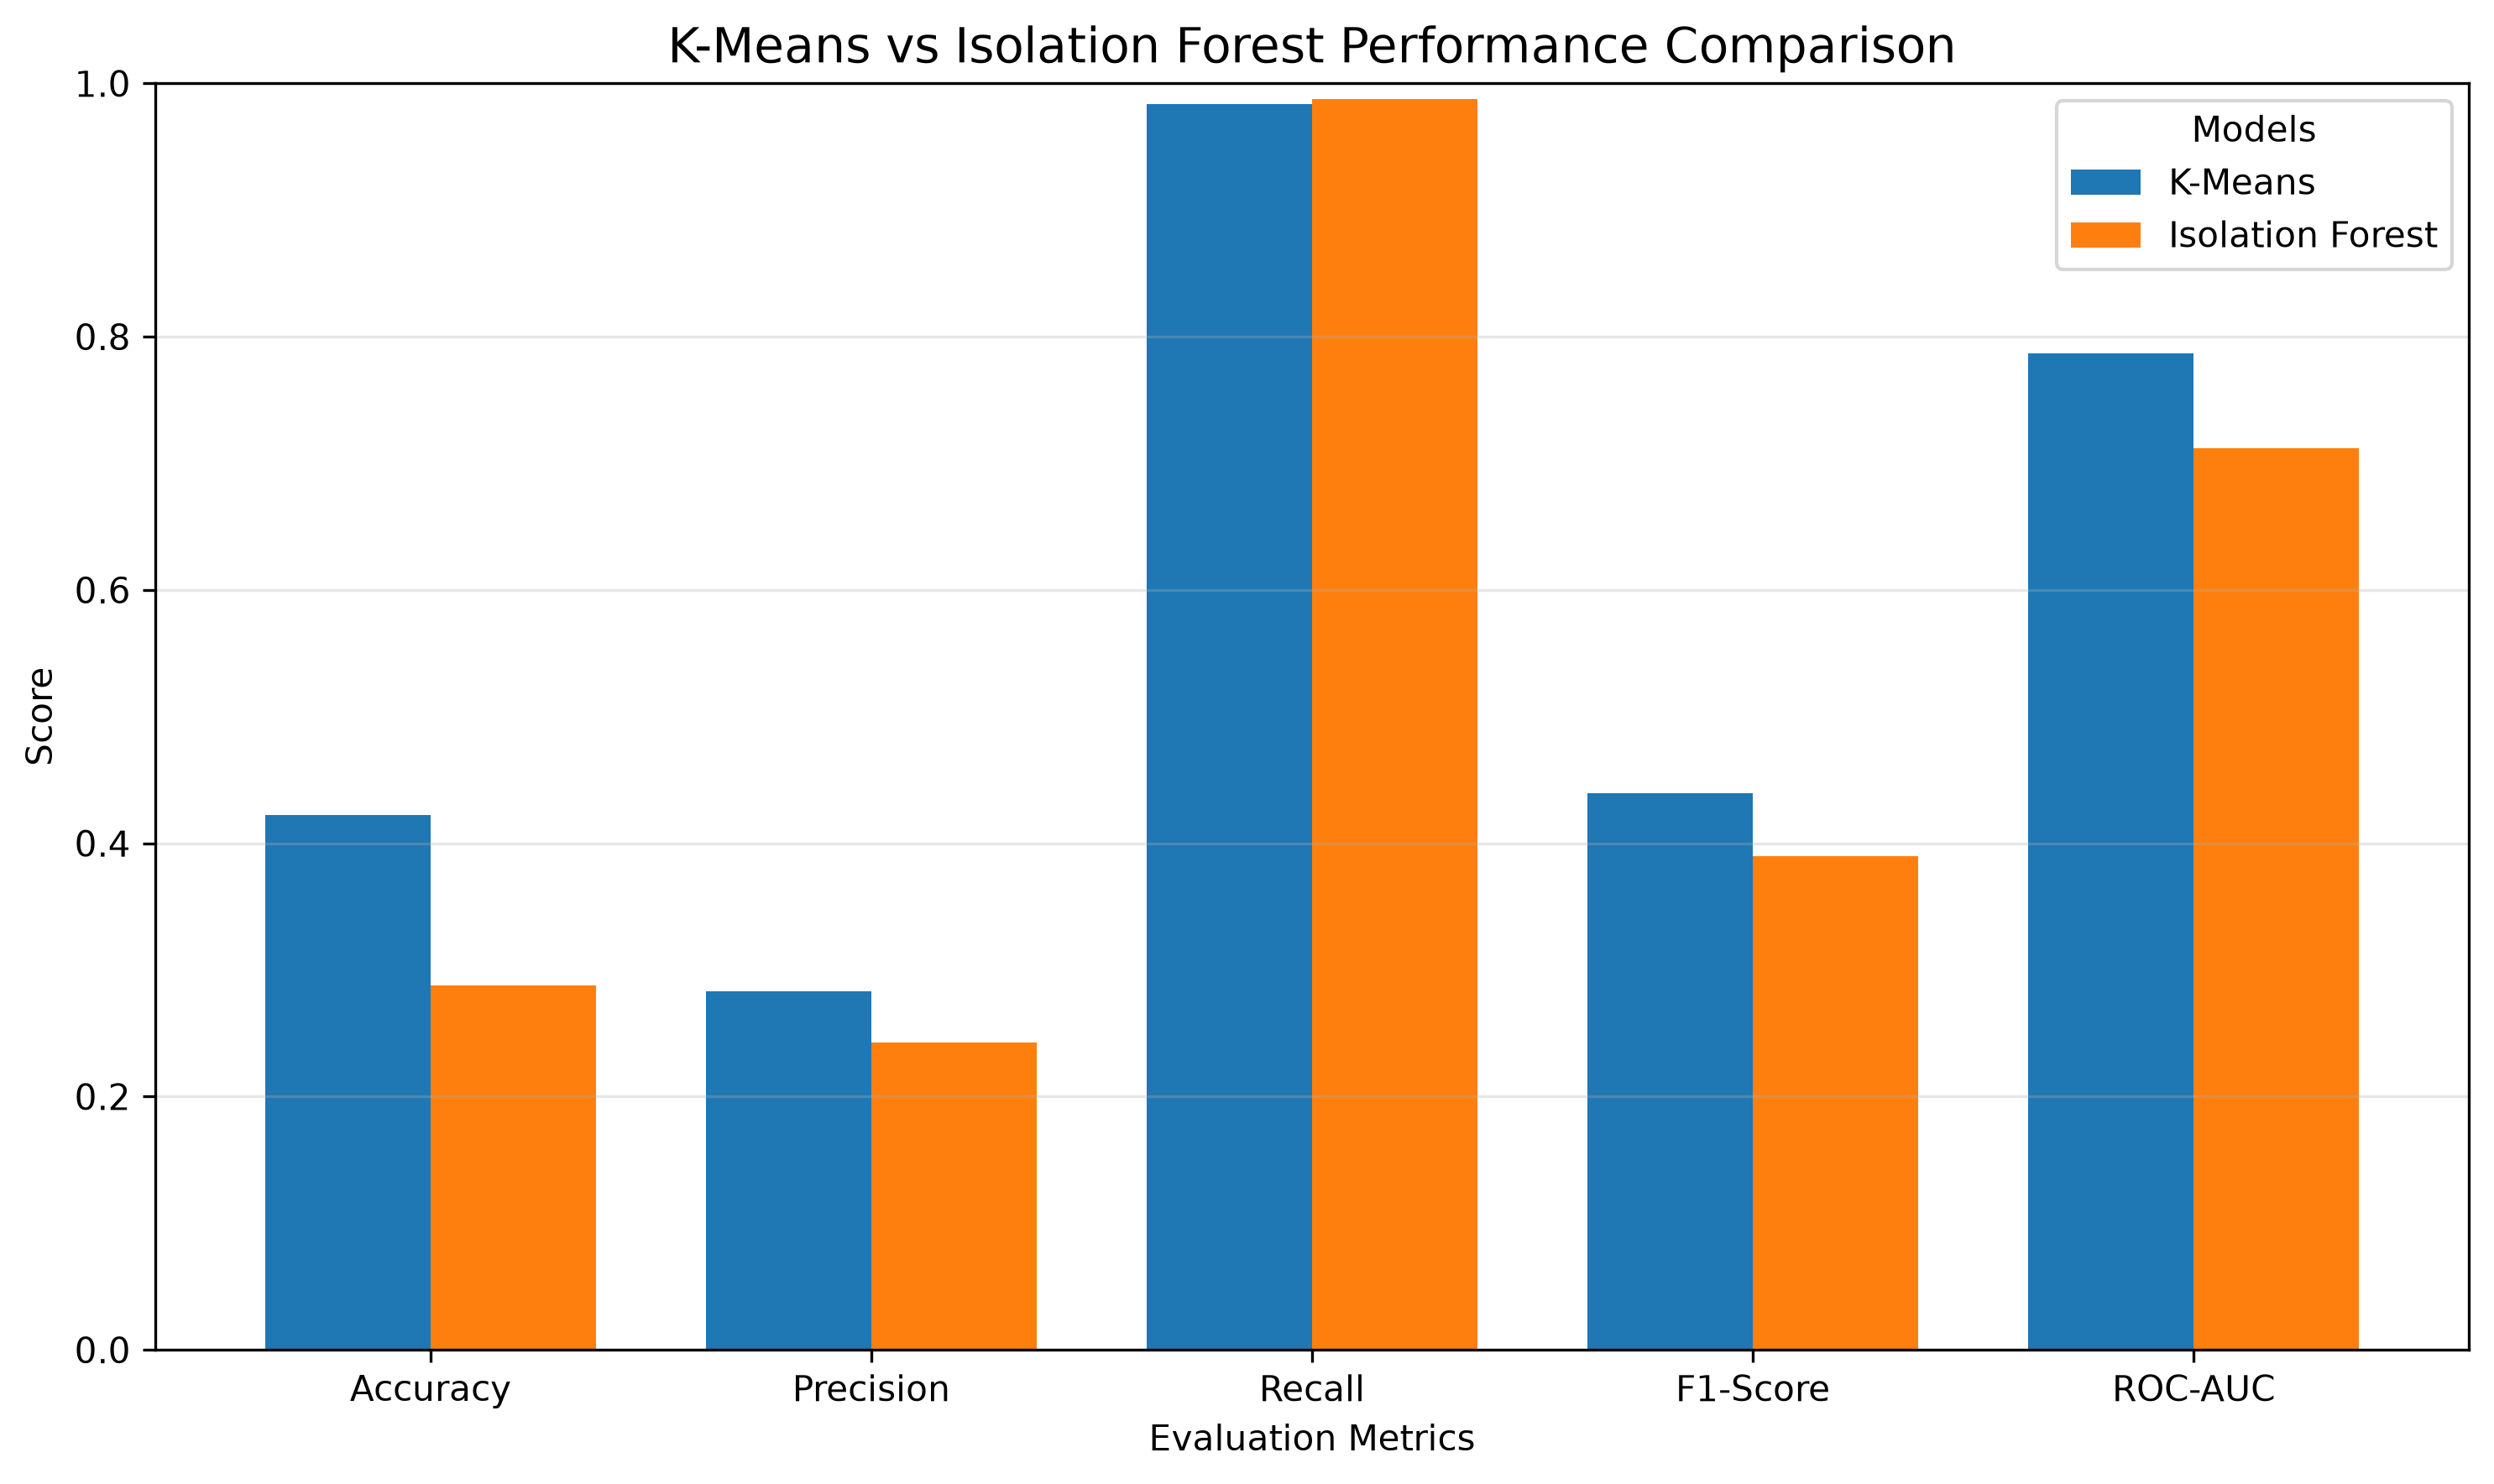 K-Means vs Isolation Forest Performance Comparison
Models
K-Means
Isolation Forest
1.0
0.8
0.6
0.4
0.2
0.0
Score
Accuracy
Precision
Recall
F1-Score
ROC-AUC
Evaluation Metrics